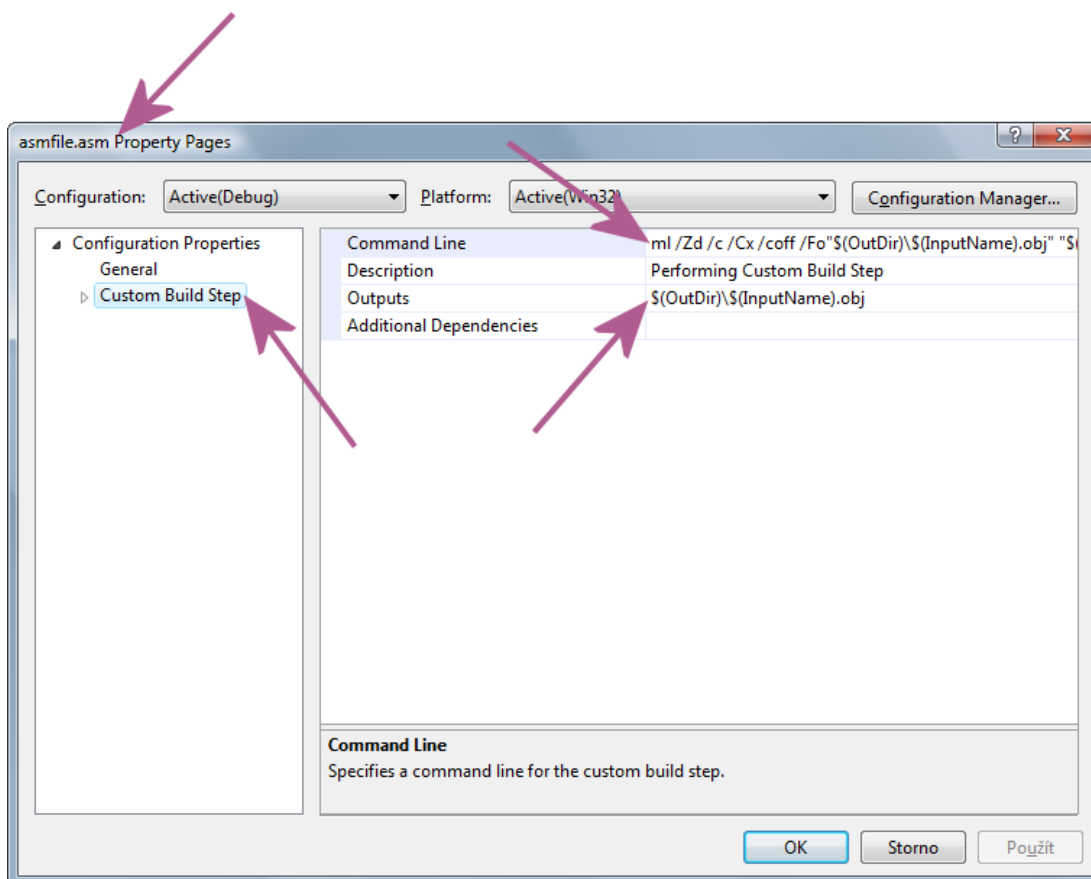 asmfile.asm Property Pages
Configuration: Active(Debug) Platform: Active(Win32) Configuration Manager...
Configuration Properties
General
Custom Build Step
Command Line ml /Zd /c /Cx /coff /Fo"$(OutDir)\$(InputName).obj" "$(
Description Performing Custom Build Step
Outputs $(OutDir)\$(InputName).obj
Additional Dependencies
Command Line
Specifies a command line for the custom build step.
OK Storno Použít